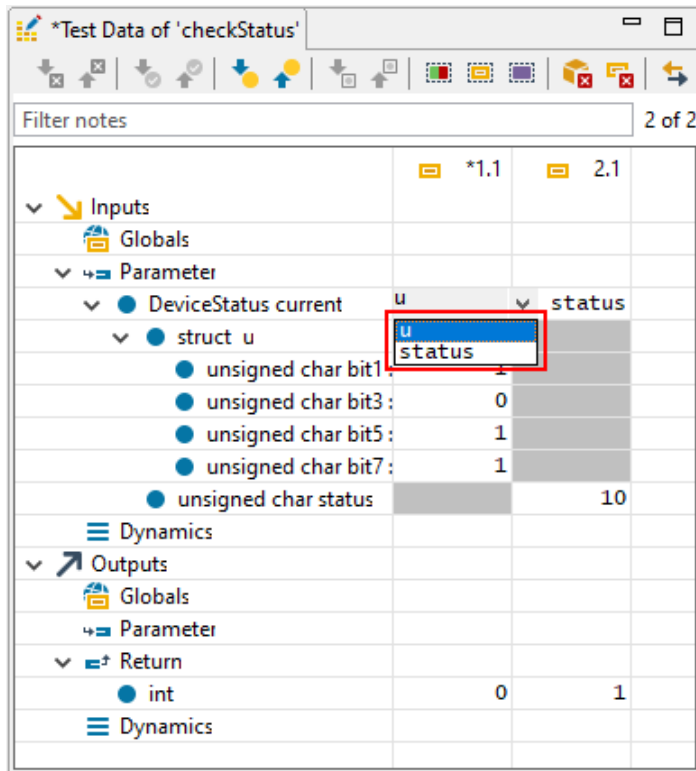 *Test Data of 'checkStatus'
Filter notes 2 of 2
*1.1 2.1
Inputs
Globals
Parameter
DeviceStatus current u status
struct u u
status
unsigned char bit1 : 1
unsigned char bit3 : 0
unsigned char bit5 : 1
unsigned char bit7 : 1
unsigned char status 10
Dynamics
Outputs
Globals
Parameter
Return
int 0 1
Dynamics